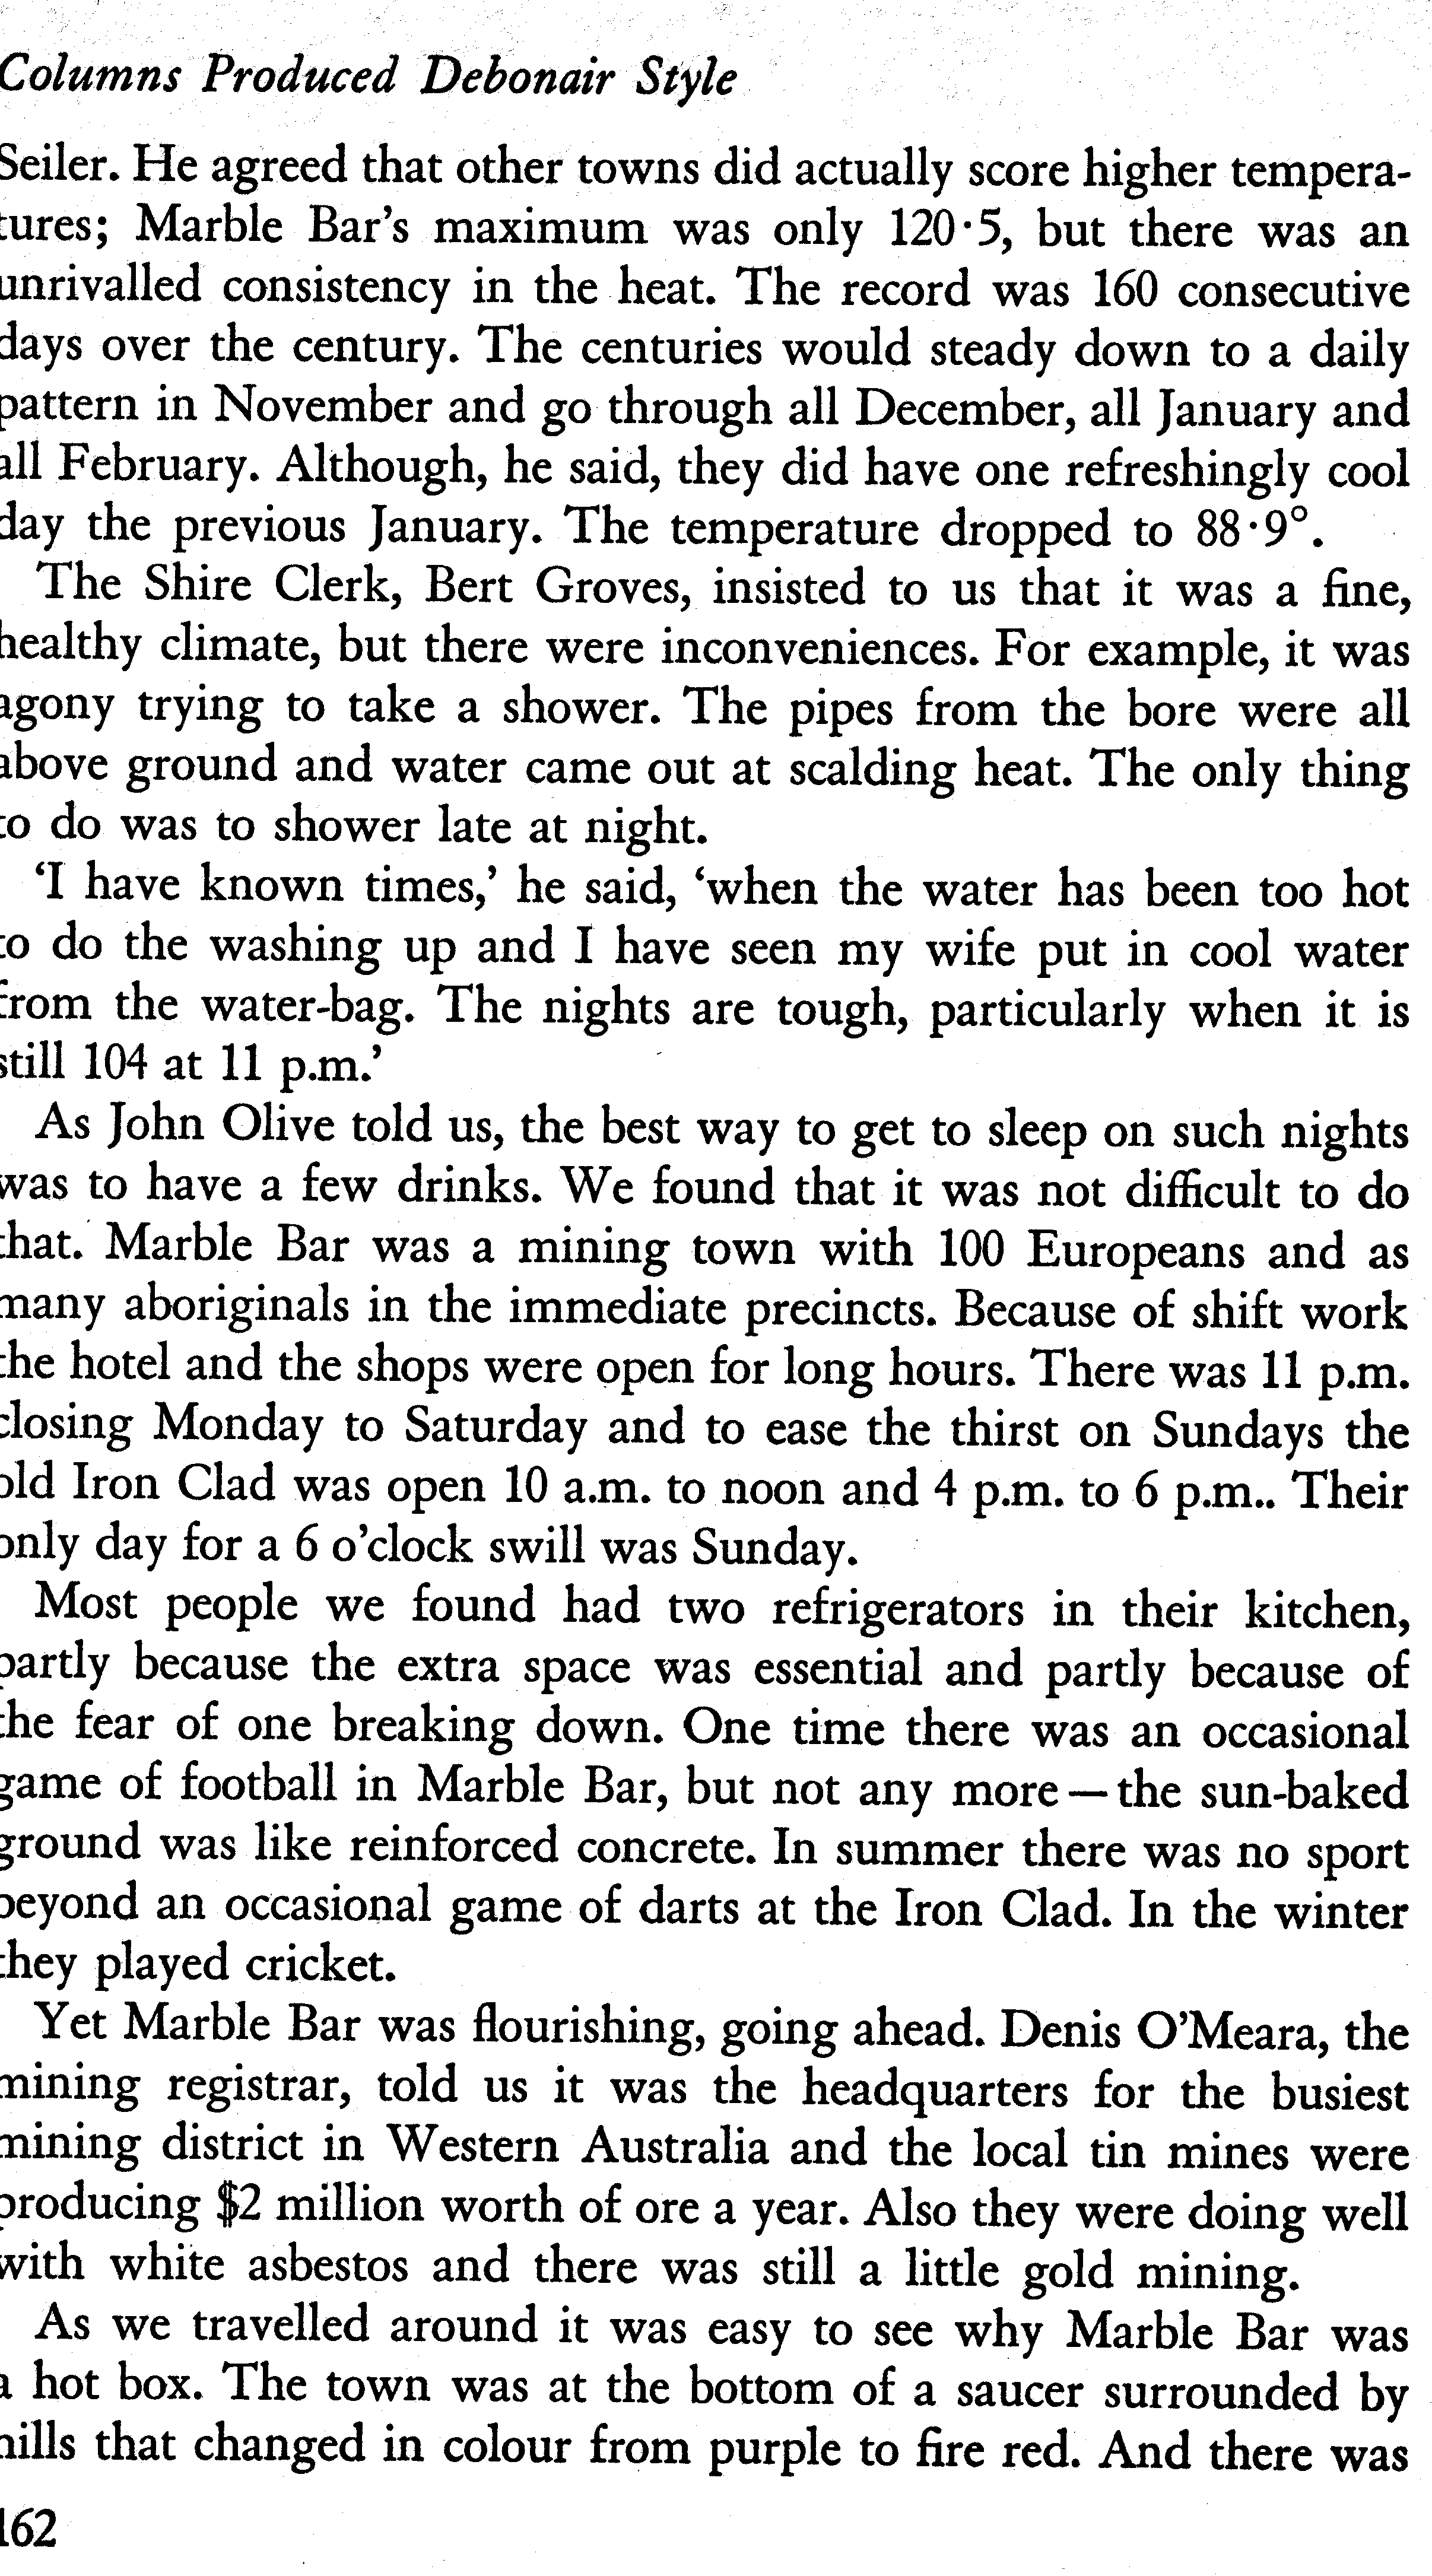 Columns Produced Debonair Style
Seiler. He agreed that other towns did actually score higher tempera-
tures; Marble Bar's maximum was only 120·5, but there was an
unrivalled consistency in the heat. The record was 160 consecutive
days over the century. The centuries would steady down to a daily
pattern in November and go through all December, all January and
all February. Although, he said, they did have one refreshingly cool
day the previous January. The temperature dropped to 88·9°.
The Shire Clerk, Bert Groves, insisted to us that it was a fine,
healthy climate, but there were inconveniences. For example, it was
agony trying to take a shower. The pipes from the bore were all
above ground and water came out at scalding heat. The only thing
to do was to shower late at night.
‘I have known times,’ he said, ‘when the water has been too hot
to do the washing up and I have seen my wife put in cool water
from the water-bag. The nights are tough, particularly when it is
still 104 at 11 p.m.’
As John Olive told us, the best way to get to sleep on such nights
was to have a few drinks. We found that it was not difficult to do
that. Marble Bar was a mining town with 100 Europeans and as
many aboriginals in the immediate precincts. Because of shift work
the hotel and the shops were open for long hours. There was 11 p.m.
closing Monday to Saturday and to ease the thirst on Sundays the
old Iron Clad was open 10 a.m. to noon and 4 p.m. to 6 p.m.. Their
only day for a 6 o'clock swill was Sunday.
Most people we found had two refrigerators in their kitchen,
partly because the extra space was essential and partly because of
the fear of one breaking down. One time there was an occasional
game of football in Marble Bar, but not any more — the sun-baked
ground was like reinforced concrete. In summer there was no sport
beyond an occasional game of darts at the Iron Clad. In the winter
they played cricket.
Yet Marble Bar was flourishing, going ahead. Denis O'Meara, the
mining registrar, told us it was the headquarters for the busiest
mining district in Western Australia and the local tin mines were
producing $2 million worth of ore a year. Also they were doing well
with white asbestos and there was still a little gold mining.
As we travelled around it was easy to see why Marble Bar was
a hot box. The town was at the bottom of a saucer surrounded by
hills that changed in colour from purple to fire red. And there was
162